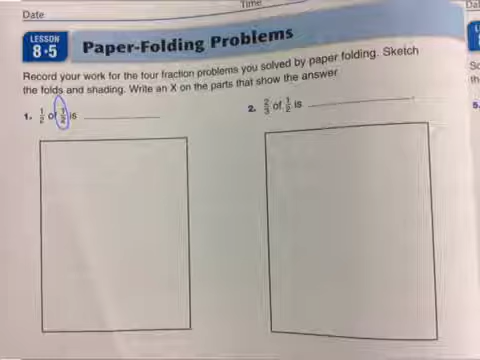 Date
Time
LESSON
8·5
Paper-Folding Problems
Record your work for the four fraction problems you solved by paper folding. Sketch
the folds and shading. Write an X on the parts that show the answer
1. 1/2 of 1/2 is
2. 2/3 of 1/2 is